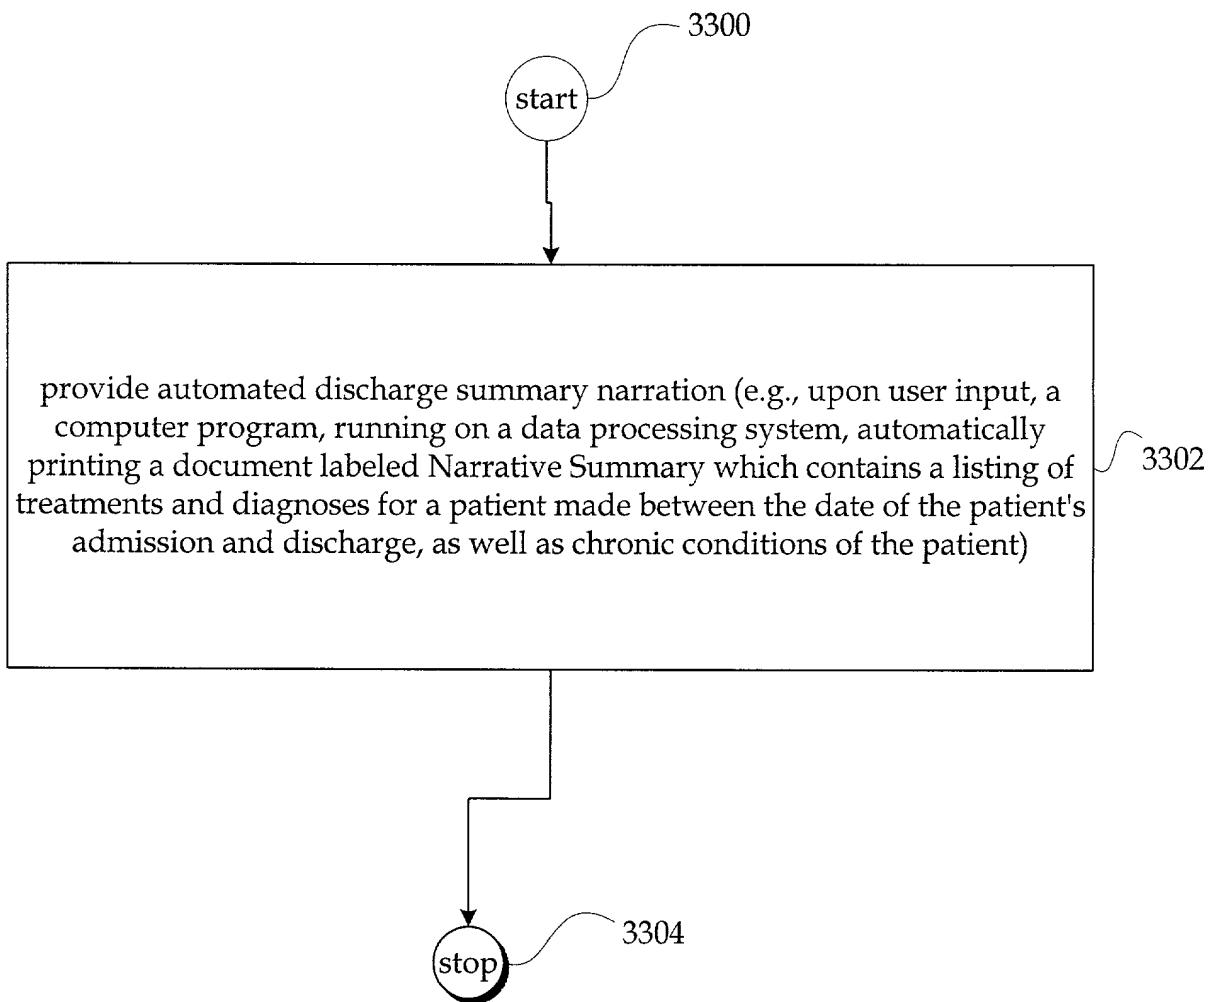 3300
start
provide automated discharge summary narration (e.g., upon user input, a
computer program, running on a data processing system, automatically
printing a document labeled Narrative Summary which contains a listing of
treatments and diagnoses for a patient made between the date of the patient's
admission and discharge, as well as chronic conditions of the patient)
3302
3304
stop